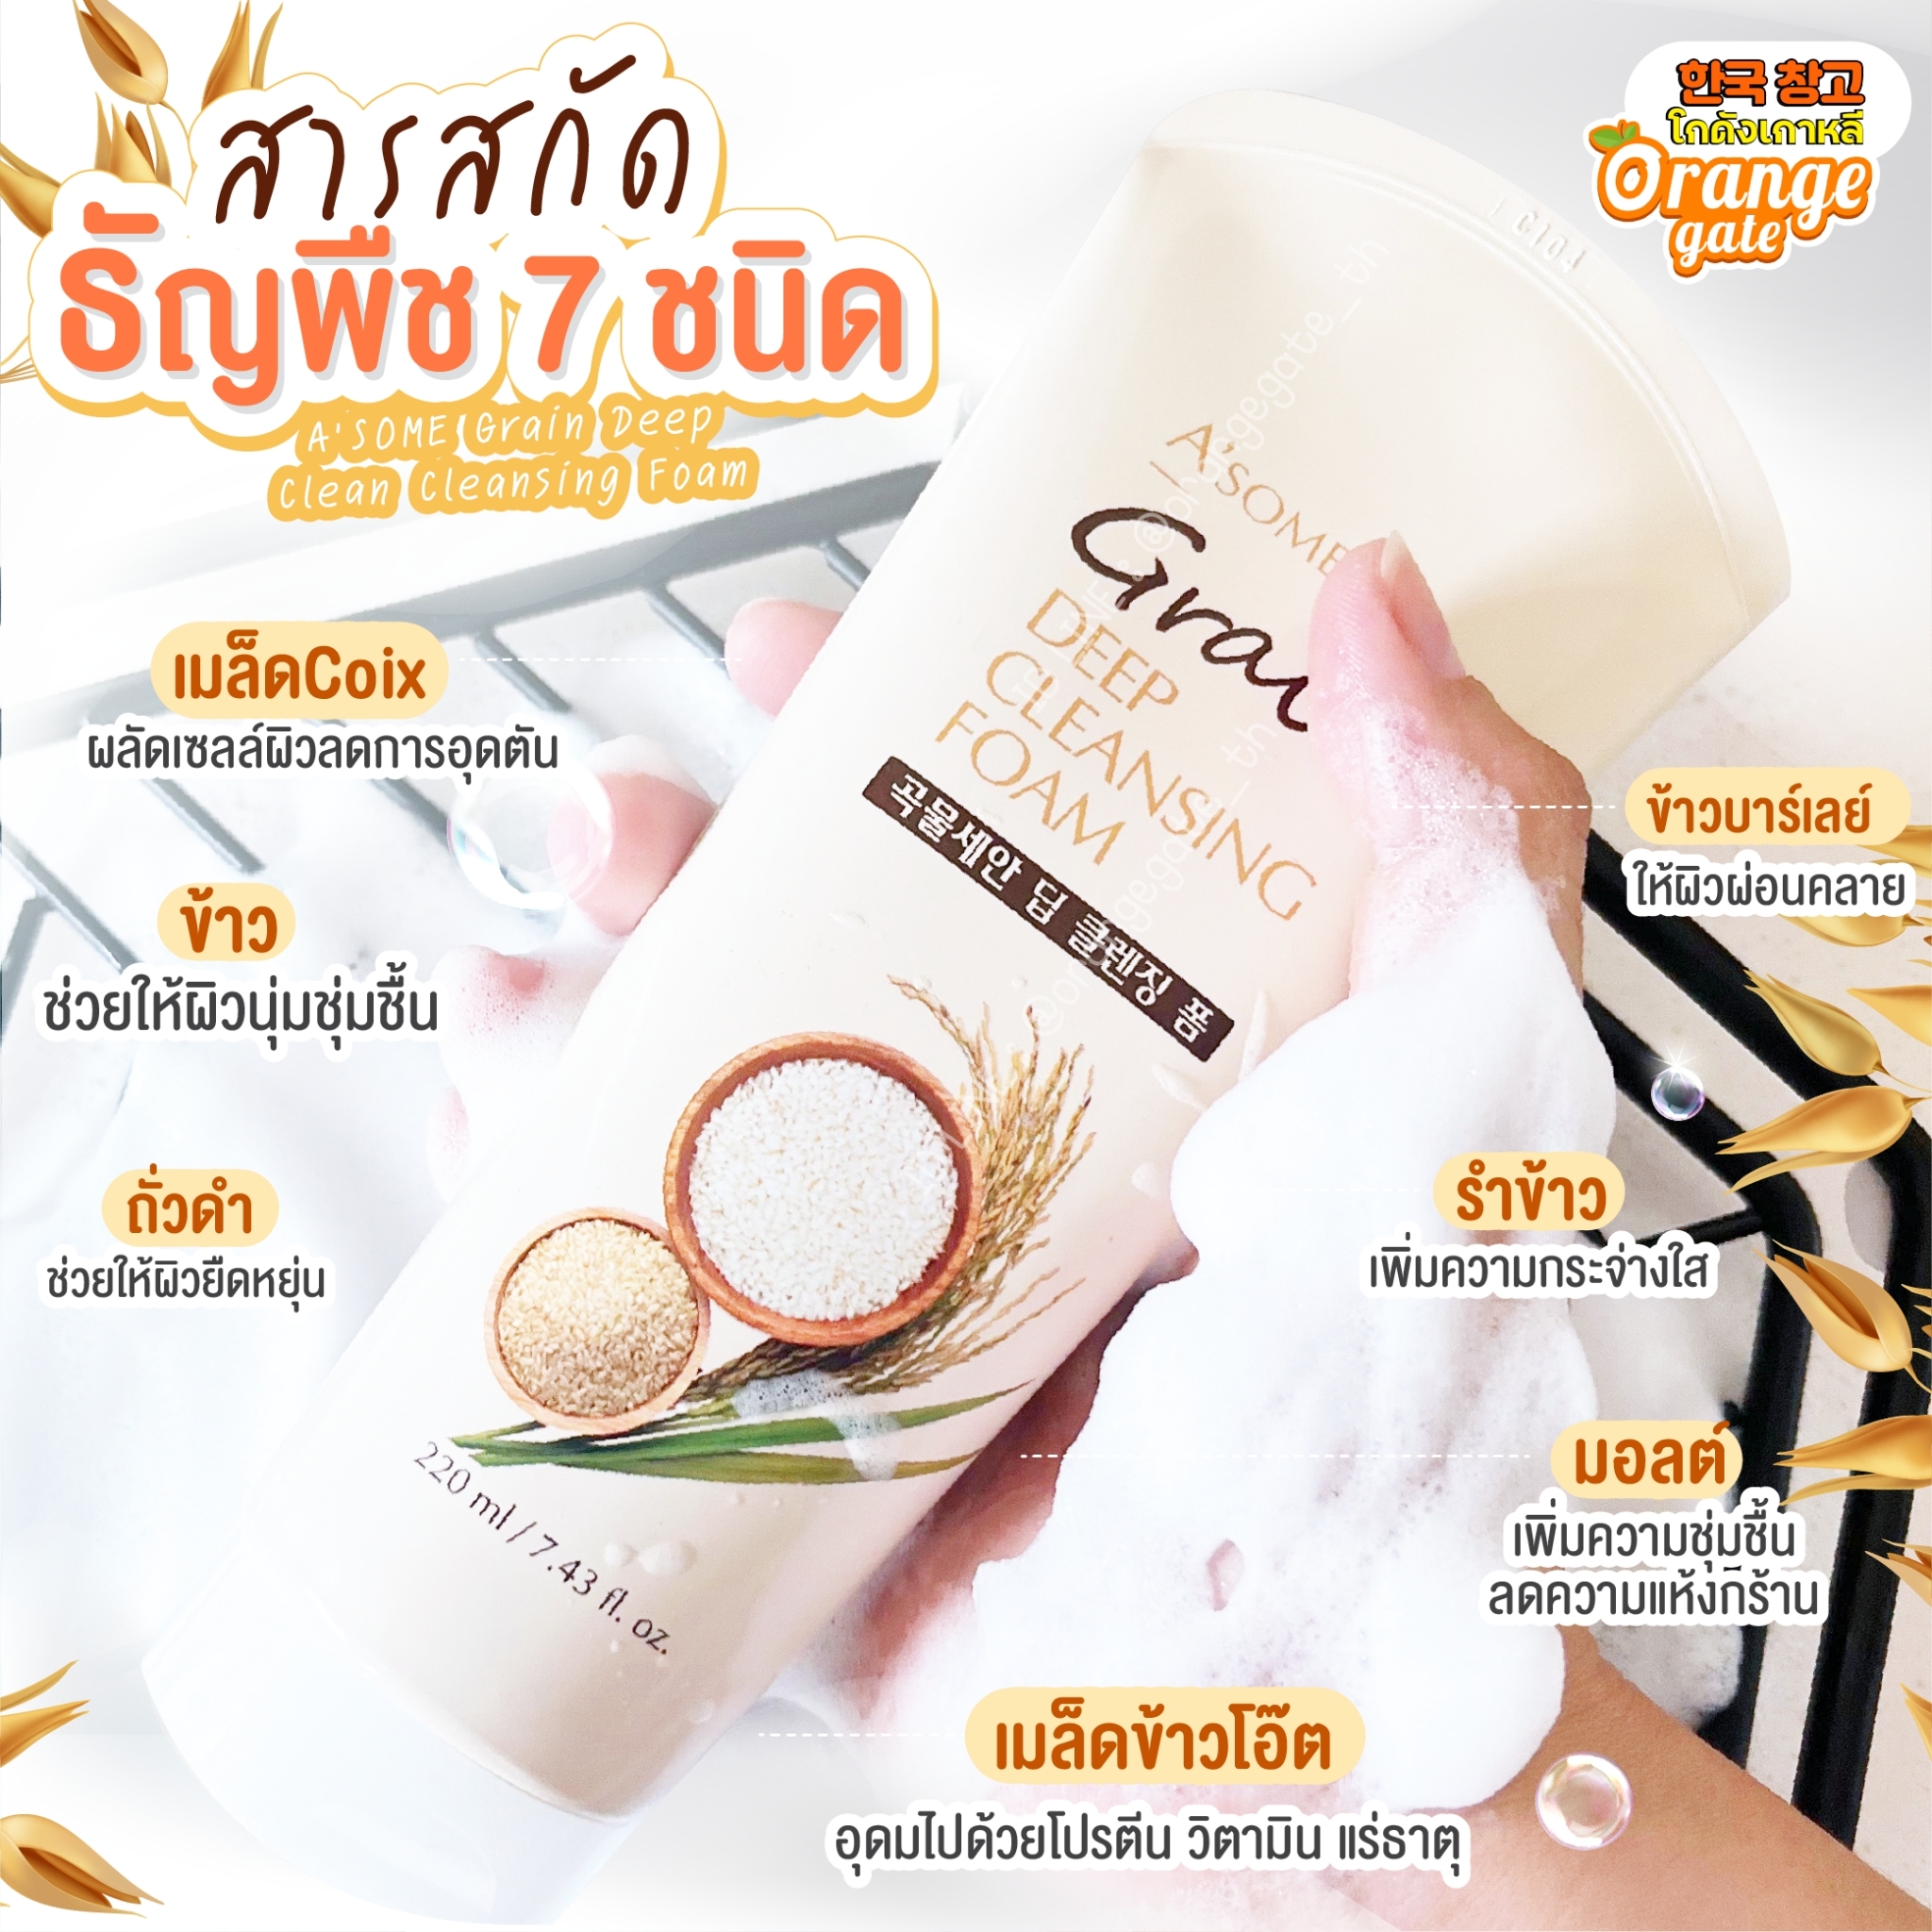 สารสกัด
ธัญพืช 7 ชนิด
A'SOME Grain Deep
Clean Cleansing Foam
한국 창고
โกดังเกาหลี
Orange
gate
C104
A'SOME
DEEP
CLEANSING
FOAM
곡물세안 딥 클렌징 폼
220 ml / 7.43 fl. oz.
เมล็ดCoix
ผลัดเซลล์ผิวลดการอุดตัน
ข้าว
ช่วยให้ผิวนุ่มชุ่มชื้น
ถั่วดำ
ช่วยให้ผิวยืดหยุ่น
ข้าวบาร์เลย์
ให้ผิวผ่อนคลาย
รำข้าว
เพิ่มความกระจ่างใส
มอลต์
เพิ่มความชุ่มชื้น
ลดความแห้งกร้าน
เมล็ดข้าวโอ๊ต
อุดมไปด้วยโปรตีน วิตามิน แร่ธาตุ